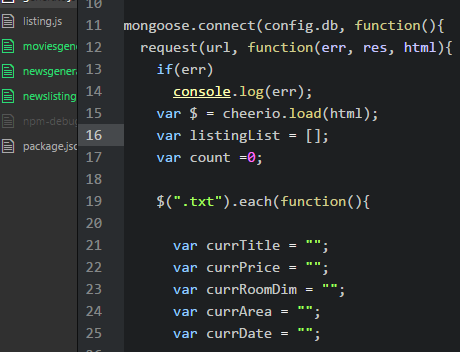 listing.js
moviesgene
newsgenera
newslisting
npm-debu
package.jsc
10
11 mongoose.connect(config.db, function(){
12 request(url, function(err, res, html){
13 if(err)
14 console.log(err);
15 var $ = cheerio.load(html);
16 var listingList = [];
17 var count =0;
18
19 $(".txt").each(function(){
20
21 var currTitle = "";
22 var currPrice = "";
23 var currRoomDim = "";
24 var currArea = "";
25 var currDate = "";